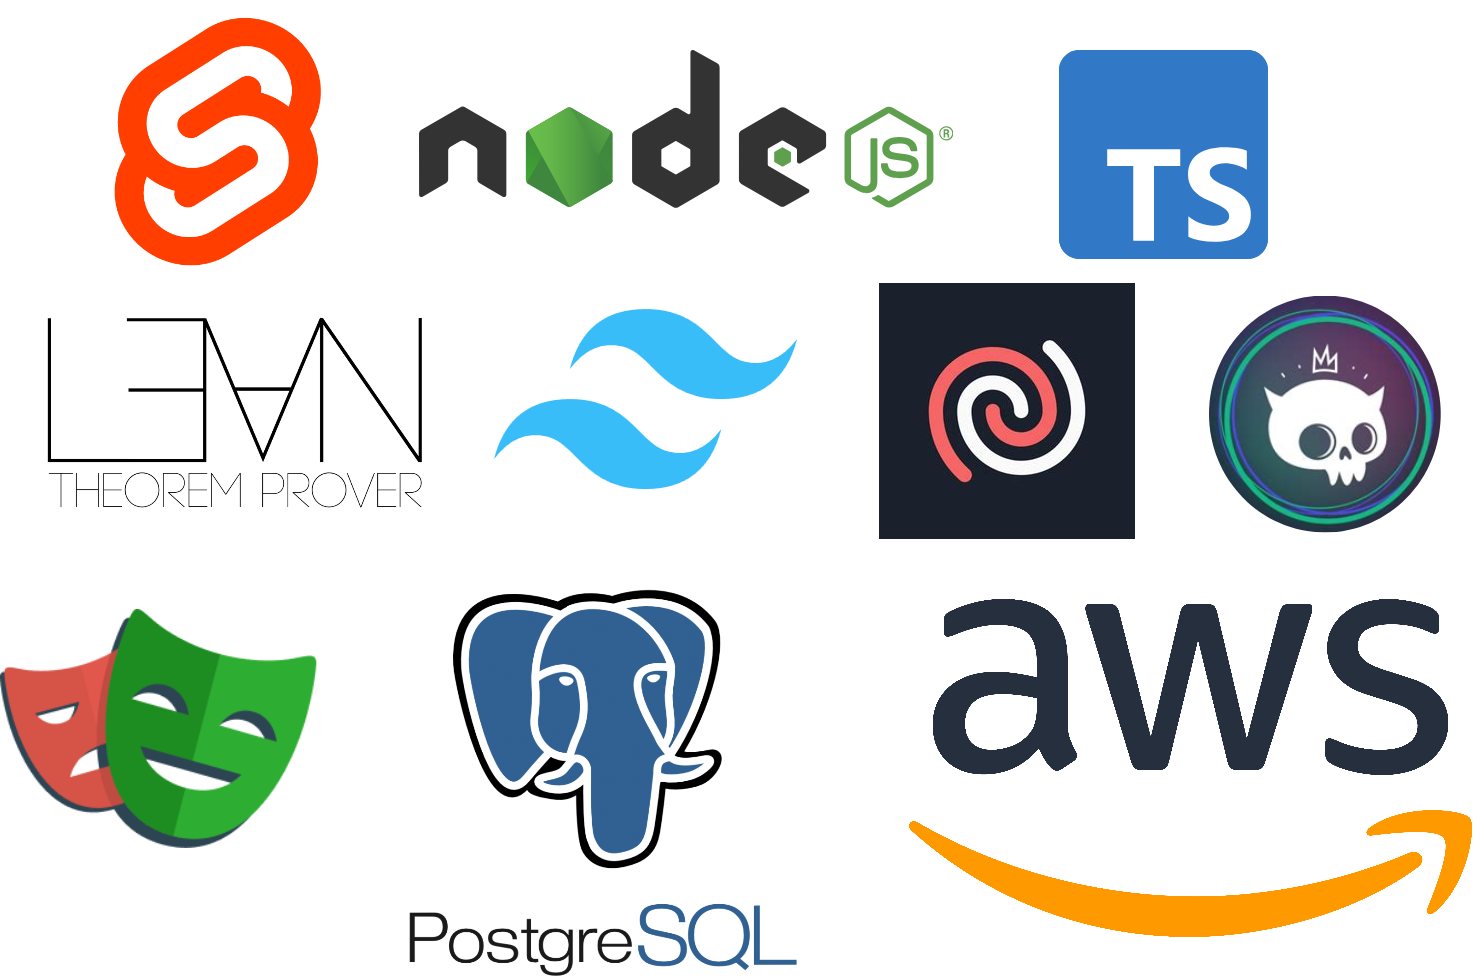 node JS ®
TS
LEAN
THEOREM PROVER
aws
PostgreSQL